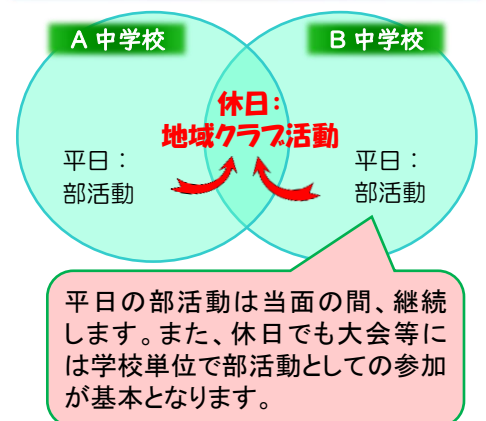 A 中学校
B 中学校
休日:
地域クラブ活動
平日:
部活動
平日:
部活動
平日の部活動は当面の間、継続
します。また、休日でも大会等に
は学校単位で部活動としての参加
が基本となります。